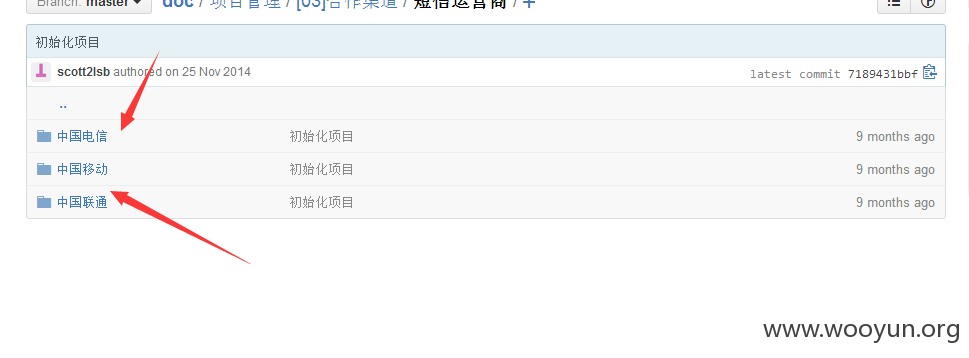 Branch: master doc / 项目管理 / [03]合作渠道 / 短信运营商 / +
初始化项目
scott2lsb authored on 25 Nov 2014 latest commit 7189431bbf
..
中国电信 初始化项目 9 months ago
中国移动 初始化项目 9 months ago
中国联通 初始化项目 9 months ago
www.wooyun.org